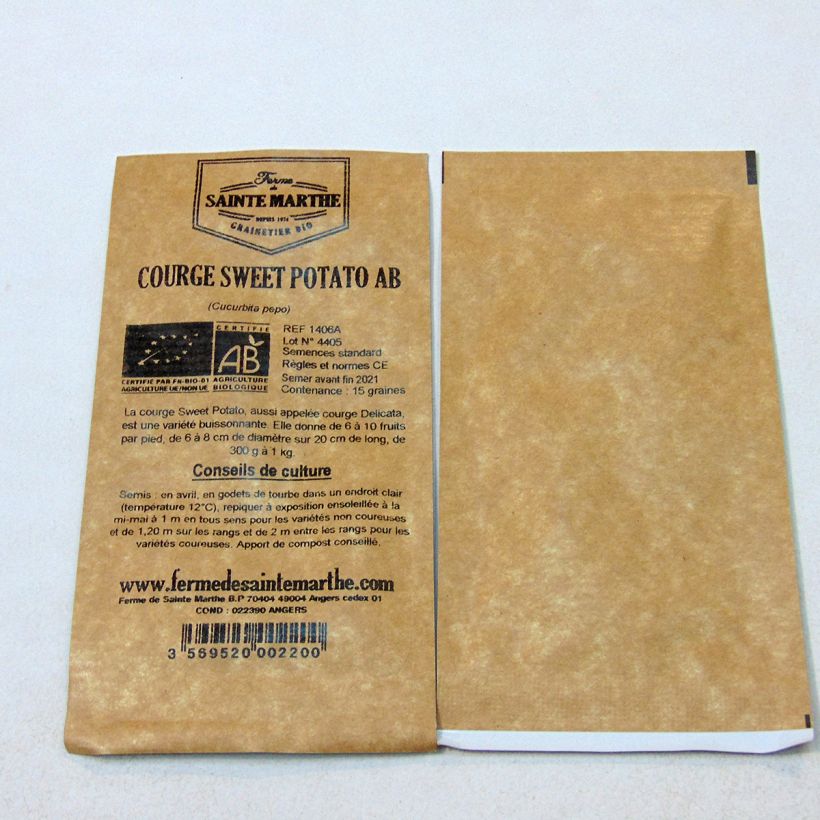 Ferme
de
SAINTE MARTHE
DEPUIS 1974
GRAINETIER BIO
COURGE SWEET POTATO AB
(Cucurbita pepo)
CERTIFIÉ
AB
AGRICULTURE
BIOLOGIQUE
CERTIFIÉ PAR FR-BIO-01
AGRICULTURE UE/NON UE
REF 1406A
Lot N° 4405
Semences standard
Règles et normes CE
Semer avant fin 2021
Contenance : 15 graines
La courge Sweet Potato, aussi appelée courge Delicata,
est une variété buissonnante. Elle donne de 6 à 10 fruits
par pied, de 6 à 8 cm de diamètre sur 20 cm de long, de
300 g à 1 kg.
Conseils de culture
Semis : en avril, en godets de tourbe dans un endroit clair
(température 12°C), repiquer à exposition ensoleillée à la
mi-mai à 1 m en tous sens pour les variétés non coureuses
et de 1,20 m sur les rangs et de 2 m entre les rangs pour les
variétés coureuses. Apport de compost conseillé.
www.fermedesaintemarthe.com
Ferme de Sainte Marthe B.P 70404 49004 Angers cedex 01
COND : 022390 ANGERS
3 569520 002200